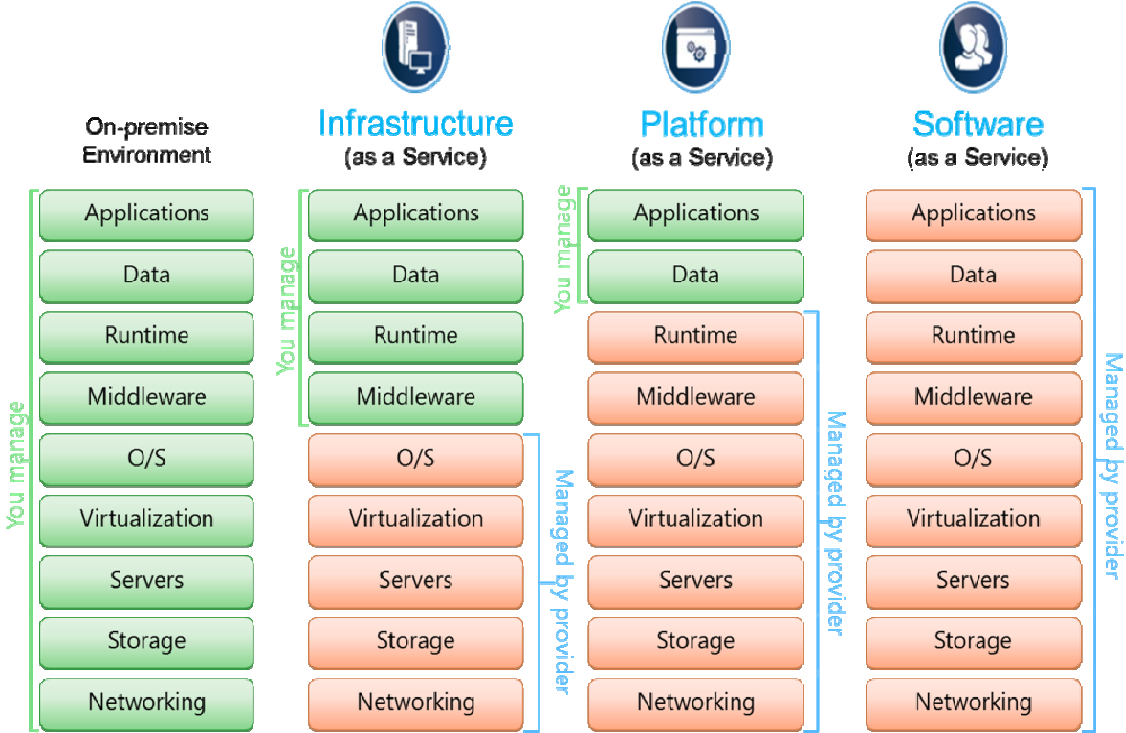 On-premise
Environment
You manage
Applications
Data
Runtime
Middleware
O/S
Virtualization
Servers
Storage
Networking
Infrastructure
(as a Service)
You manage
Applications
Data
Runtime
Middleware
O/S
Virtualization
Servers
Storage
Networking
Managed by provider
Platform
(as a Service)
You manage
Applications
Data
Runtime
Middleware
O/S
Virtualization
Servers
Storage
Networking
Managed by provider
Software
(as a Service)
Applications
Data
Runtime
Middleware
O/S
Virtualization
Servers
Storage
Networking
Managed by provider